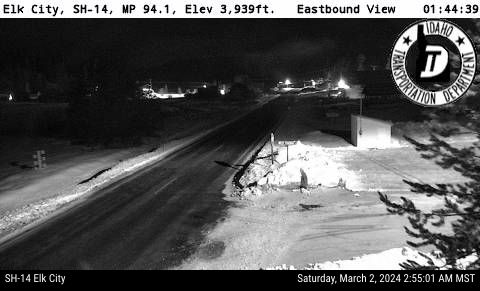 Elk City, SH-14, MP 94.1, Elev 3,939ft. Eastbound View 01:44:39
IDAHO
TRANSPORTATION DEPARTMENT
SH-14 Elk City Saturday, March 2, 2024 2:55:01 AM MST